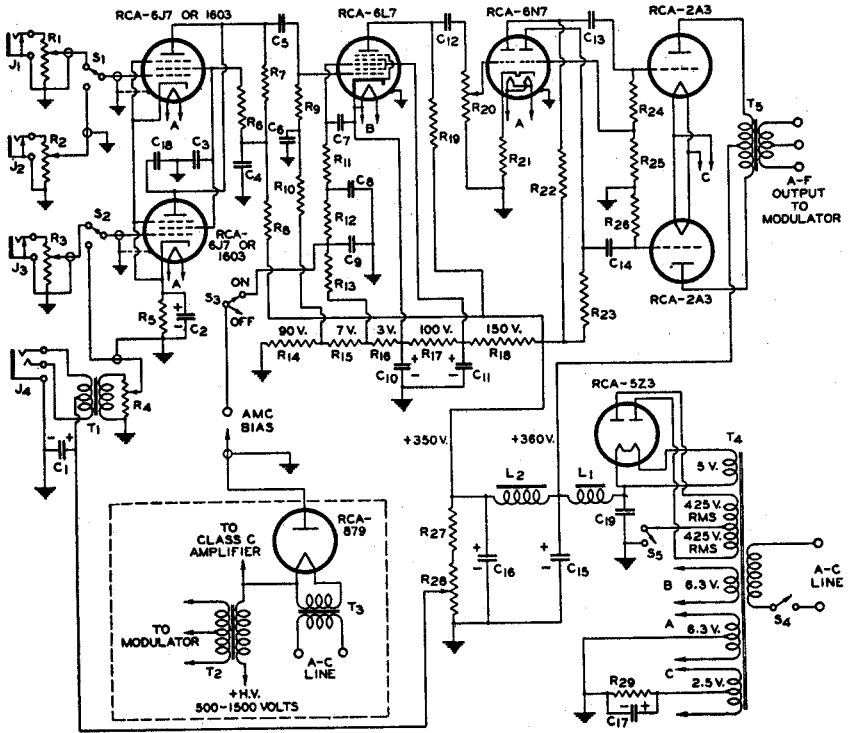 RCA-6J7 OR 1603
RCA-6L7
RCA-6N7
RCA-2A3
J1
R1
S1
A
C5
R7
R6
C4
R9
C6
B
C12
R20
R19
A
C13
R24
T5
J2
R2
C18
C3
C7
R11
R10
C8
R21
R22
R25
C
A-F
OUTPUT
TO
MODULATOR
J3
R3
S2
RCA-
6J7 OR
1603
A
R8
R12
C9
R13
R26
C14
RCA-2A3
R5
C2
+
-
S3
ON
OFF
90 V.
7 V.
3 V.
100 V.
150 V.
R14
R15
R16
R17
R18
R23
J4
T1
R4
C10
+
-
C11
+
-
AMC
BIAS
- +
C1
+350V.
+360V.
RCA-5Z3
T4
5 V.
L2
L1
C19
S5
425 V.
RMS
425 V.
RMS
TO
CLASS C
AMPLIFIER
RCA-
879
R27
R28
+
-
C16
+
-
C15
B
6.3 V.
A
6.3 V.
C
2.5 V.
A-C
LINE
S4
TO
MODULATOR
T2
T3
A-C
LINE
+H.V.
500-1500 VOLTS
R29
- +
C17